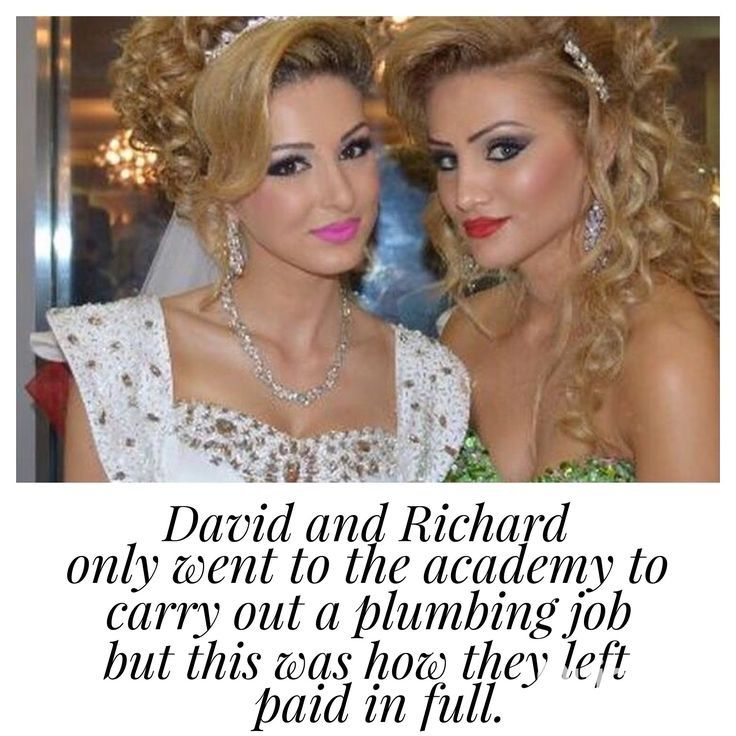 David and Richard
only went to the academy to
carry out a plumbing job
but this was how they left
paid in full.